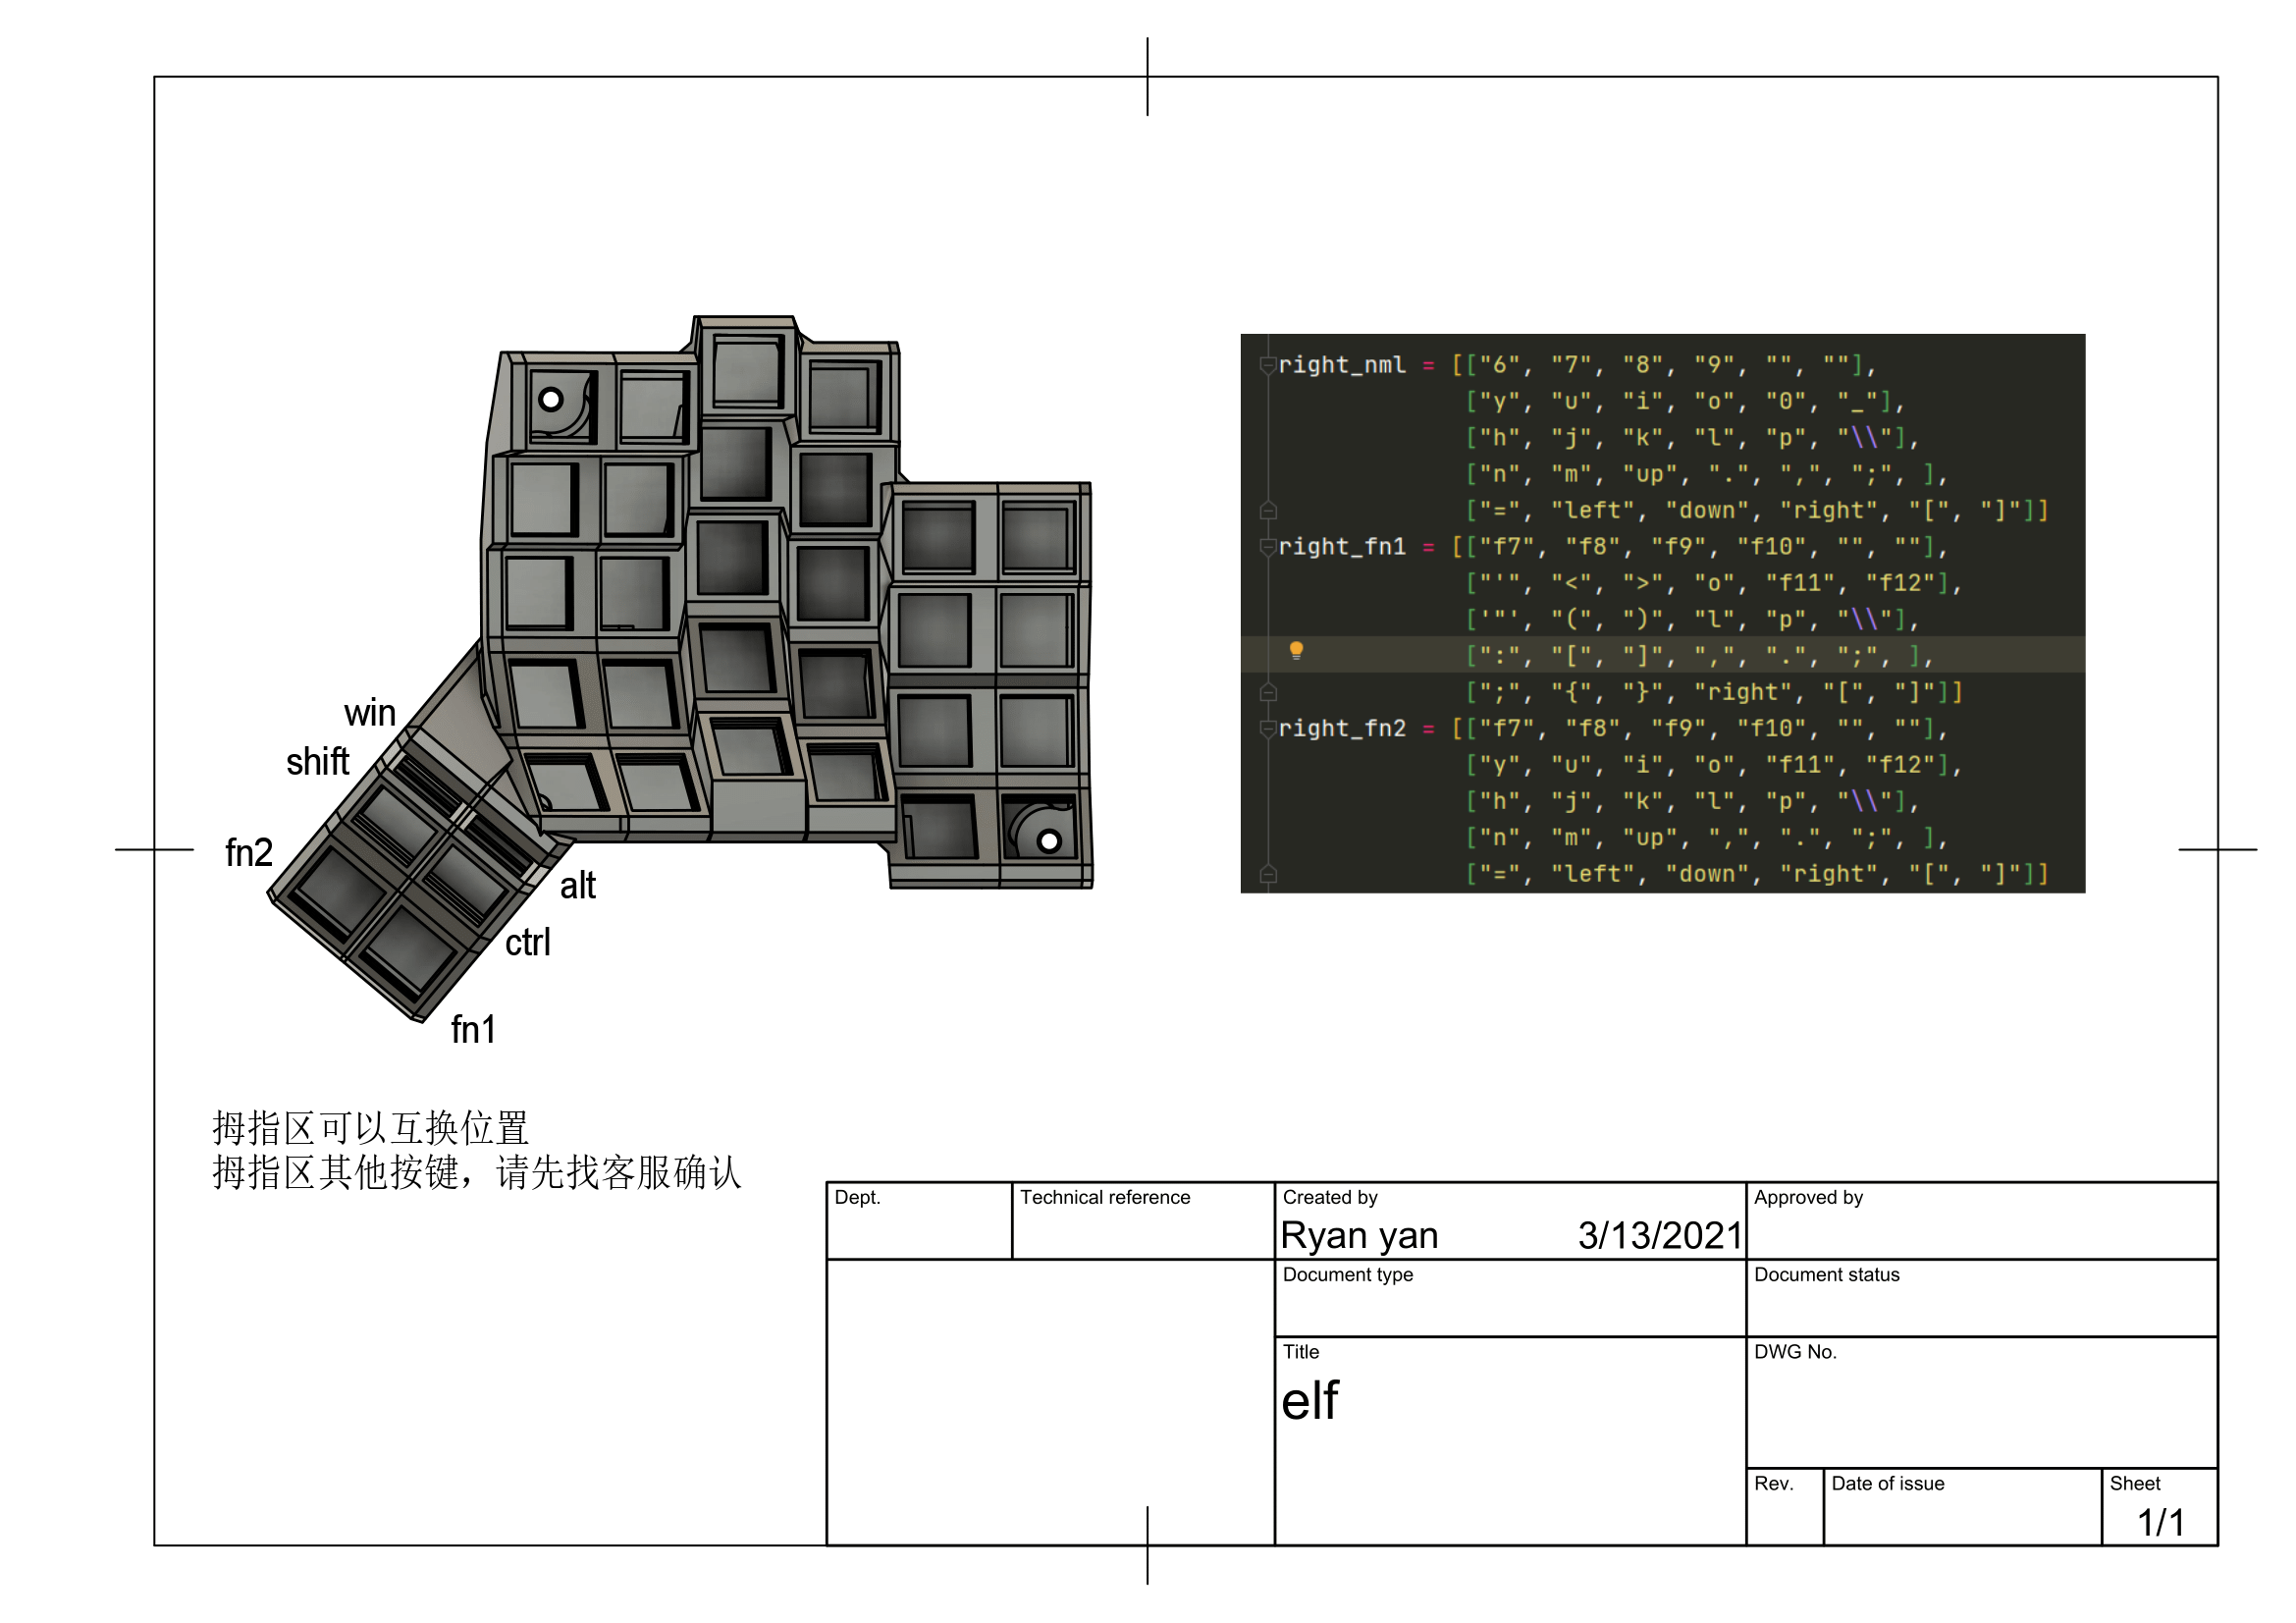 right_nml = [["6", "7", "8", "9", "", ""],
["y", "u", "i", "o", "0", "_"],
["h", "j", "k", "l", "p", "\\"],
["n", "m", "up", ".", ",", ";", ],
["=", "left", "down", "right", "[", "]"]]
right_fn1 = [["f7", "f8", "f9", "f10", "", ""],
["'", "<", ">", "o", "f11", "f12"],
['"', "(", ")", "l", "p", "\\"],
[":", "[", "]", ",", ".", ";", ],
[";", "{", "}", "right", "[", "]"]]
right_fn2 = [["f7", "f8", "f9", "f10", "", ""],
["y", "u", "i", "o", "f11", "f12"],
["h", "j", "k", "l", "p", "\\"],
["n", "m", "up", ",", ".", ";", ],
["=", "left", "down", "right", "[", "]"]]
win
shift
fn2
alt
ctrl
fn1
拇指区可以互换位置
拇指区其他按键，请先找客服确认
Dept.
Technical reference
Created by
Ryan yan 3/13/2021
Approved by
Document type
Document status
Title
elf
DWG No.
Rev.
Date of issue
Sheet
1/1